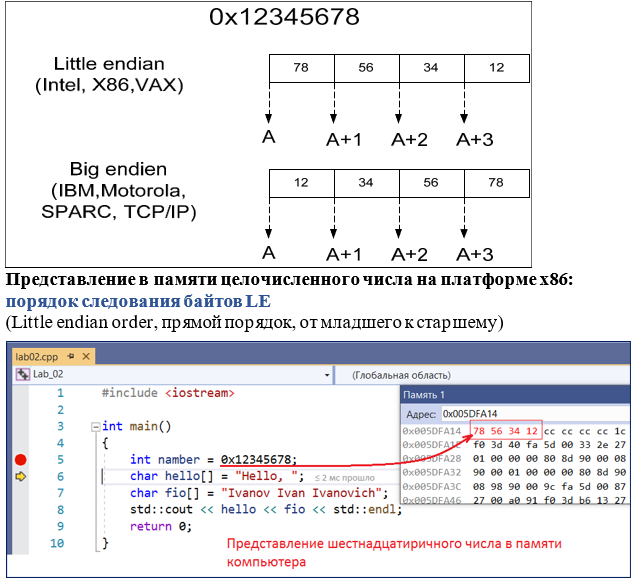 0x12345678
Little endian
(Intel, X86,VAX)
78 56 34 12
A A+1 A+2 A+3
Big endien
(IBM,Motorola,
SPARC, TCP/IP)
12 34 56 78
A A+1 A+2 A+3
Представление в памяти целочисленного числа на платформе x86:
порядок следования байтов LE
(Little endian order, прямой порядок, от младшего к старшему)
lab02.cpp
Lab_02
(Глобальная область)
1 #include <iostream>
2
3 int main()
4 {
5 int namber = 0x12345678;
6 char hello[] = "Hello, "; ≤ 2 мс прошло
7 char fio[] = "Ivanov Ivan Ivanovich";
8 std::cout << hello << fio << std::endl;
9 return 0;
10 }
Память 1
Адрес: 0x005DFA14
0x005DFA14 78 56 34 12 cc cc cc cc 1c
f0 3d 40 fa 5d 00 33 2e 27
0x005DFA28 01 00 00 00 80 8d 90 00 08
0x005DFA32 90 00 01 00 00 00 80 8d 90
0x005DFA3C 08 98 90 00 9c fa 5d 00 87
0x005DFA46 27 00 a0 91 f0 3d b6 13 27
Представление шестнадцатиричного числа в памяти
компьютера